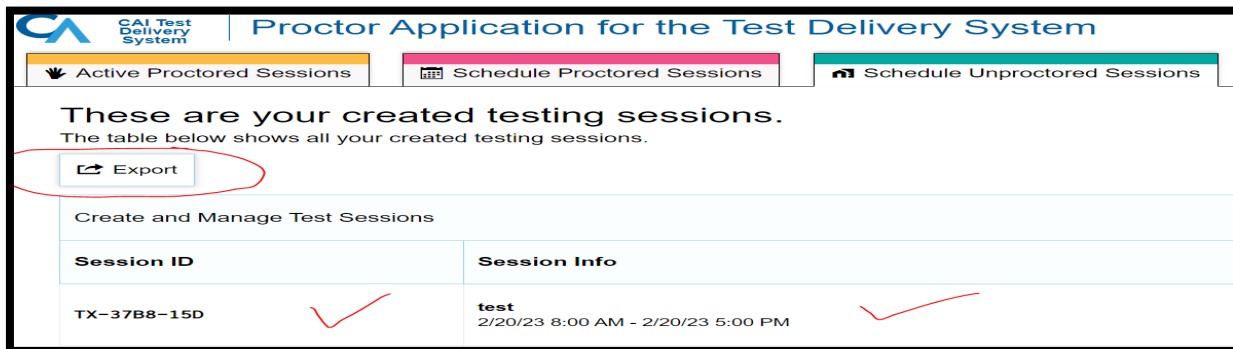 CAI Test
Delivery
System
Proctor Application for the Test Delivery System
Active Proctored Sessions
Schedule Proctored Sessions
Schedule Unproctored Sessions
These are your created testing sessions.
The table below shows all your created testing sessions.
Export
Create and Manage Test Sessions
Session ID
Session Info
TX-37B8-15D
test
2/20/23 8:00 AM - 2/20/23 5:00 PM